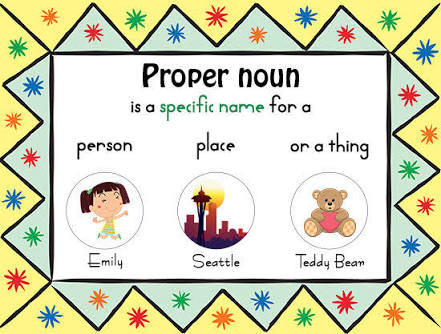 Proper noun
is a specific name for a
person place or a thing
Emily Seattle Teddy Bear